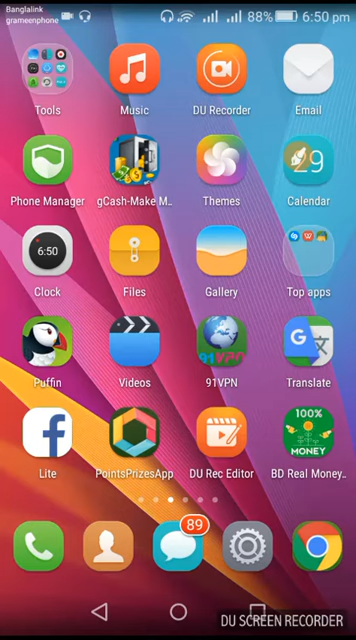 Banglalink
grameenphone
88% 6:50 pm
Tools Music DU Recorder Email
29
Phone Manager gCash-Make M.. Themes Calendar
6:50
Clock Files Gallery Top apps
G
91VPN
Puffin Videos 91VPN Translate
100%
MONEY
Lite PointsPrizesApp DU Rec Editor BD Real Money..
89
DU SCREEN RECORDER